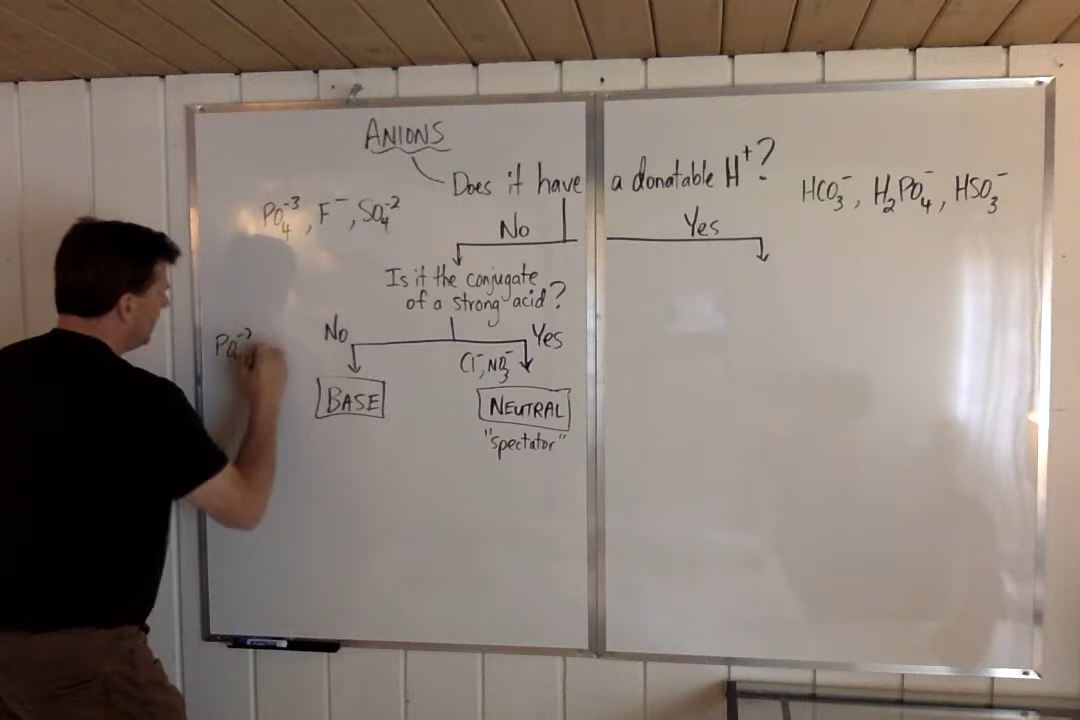 ANIONS
Does it have a donatable H⁺?
HCO₃⁻, H₂PO₄⁻, HSO₃⁻
PO₄⁻³, F⁻, SO₄⁻²
No
Yes
Is it the conjugate
of a strong acid?
No
Yes
PO₄
Cl⁻, NO₃⁻
BASE
NEUTRAL
"spectator"